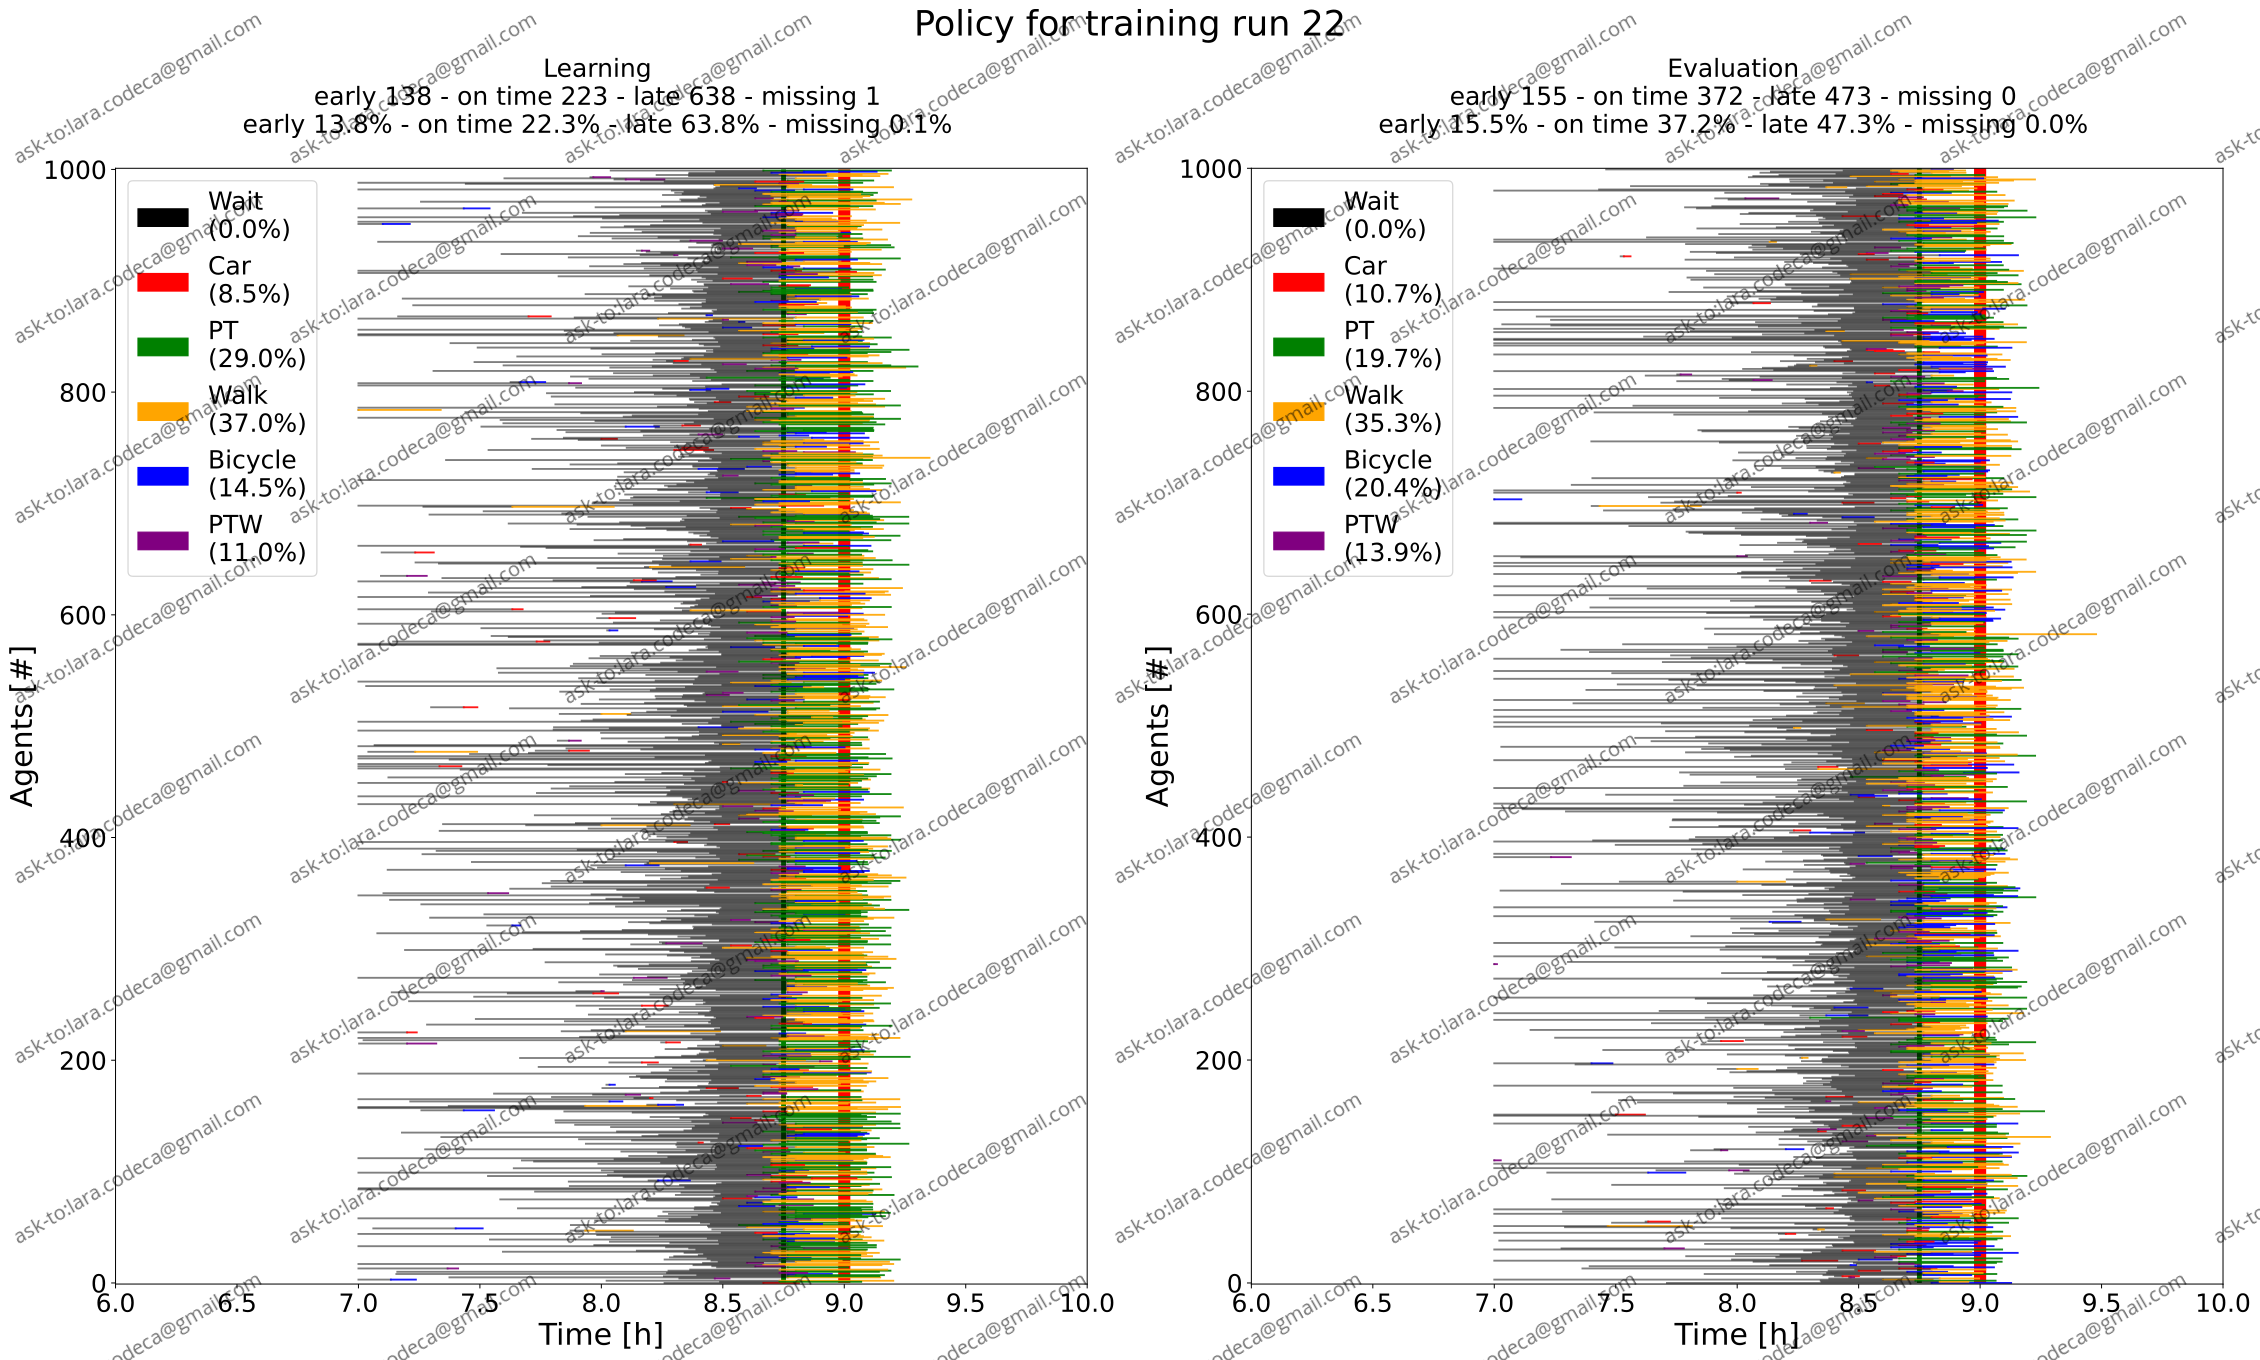 Policy for training run 22
Learning
early 138 - on time 223 - late 638 - missing 1
early 13.8% - on time 22.3% - late 63.8% - missing 0.1%
Agents [#]
1000
800
600
400
200
0
Wait
(0.0%)
Car
(8.5%)
PT
(29.0%)
Walk
(37.0%)
Bicycle
(14.5%)
PTW
(11.0%)
6.0 6.5 7.0 7.5 8.0 8.5 9.0 9.5 10.0
Time [h]
Evaluation
early 155 - on time 372 - late 473 - missing 0
early 15.5% - on time 37.2% - late 47.3% - missing 0.0%
Agents [#]
1000
800
600
400
200
0
Wait
(0.0%)
Car
(10.7%)
PT
(19.7%)
Walk
(35.3%)
Bicycle
(20.4%)
PTW
(13.9%)
6.0 6.5 7.0 7.5 8.0 8.5 9.0 9.5 10.0
Time [h]
ask-to:lara.codeca@gmail.com